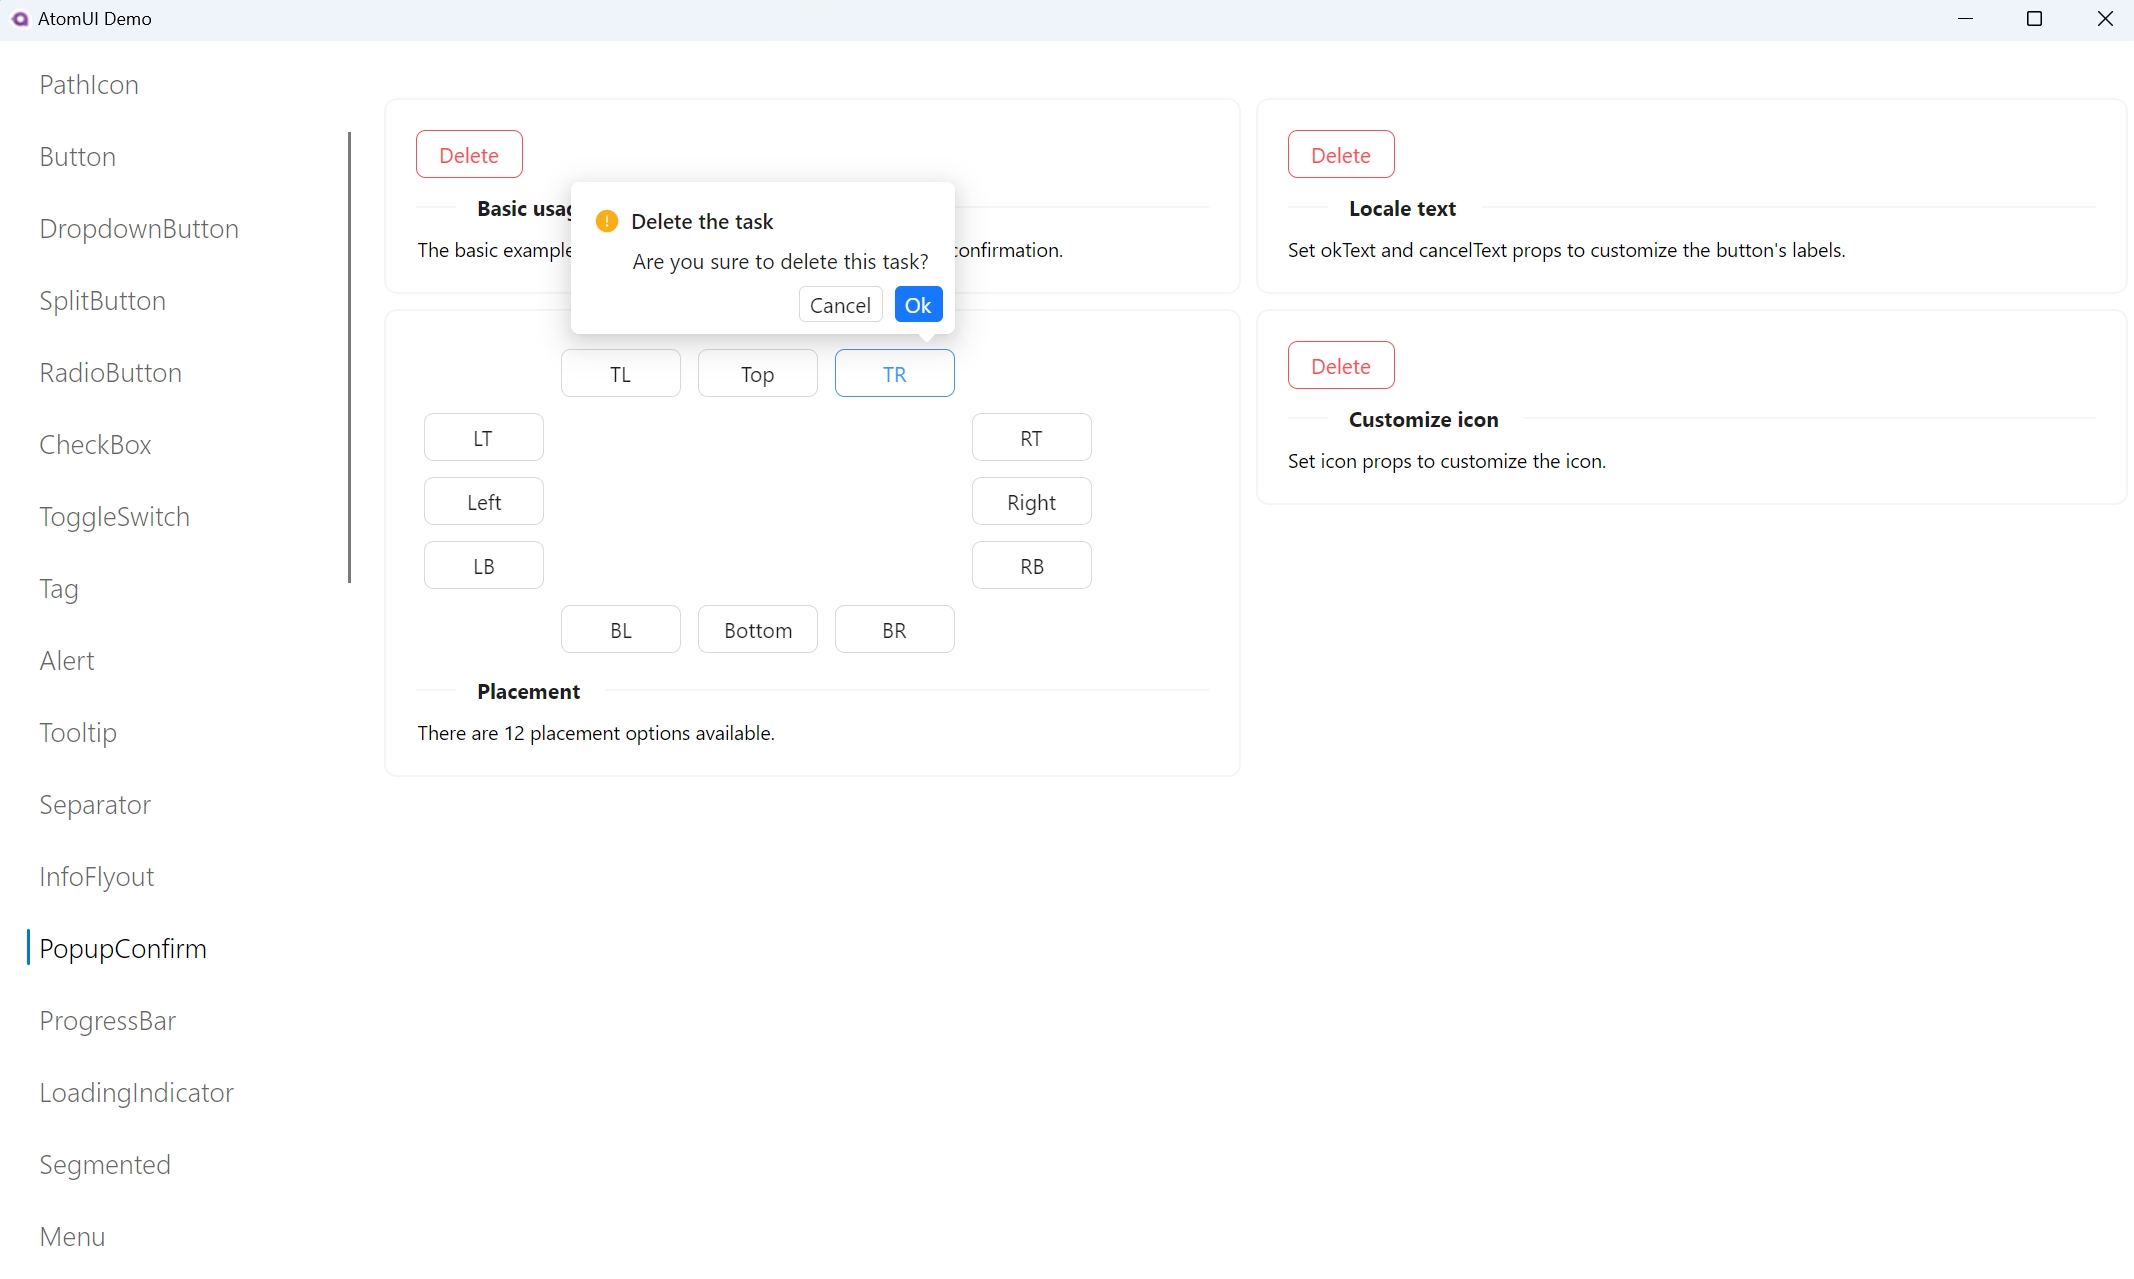 AtomUI Demo
PathIcon
Button
DropdownButton
SplitButton
RadioButton
CheckBox
ToggleSwitch
Tag
Alert
Tooltip
Separator
InfoFlyout
PopupConfirm
ProgressBar
LoadingIndicator
Segmented
Menu
Delete
Basic
The basic
confirmation.
Delete the task
Are you sure to delete this task?
Cancel
Ok
TL
Top
TR
LT
RT
Left
Right
LB
RB
BL
Bottom
BR
Placement
There are 12 placement options available.
Delete
Locale text
Set okText and cancelText props to customize the button's labels.
Delete
Customize icon
Set icon props to customize the icon.